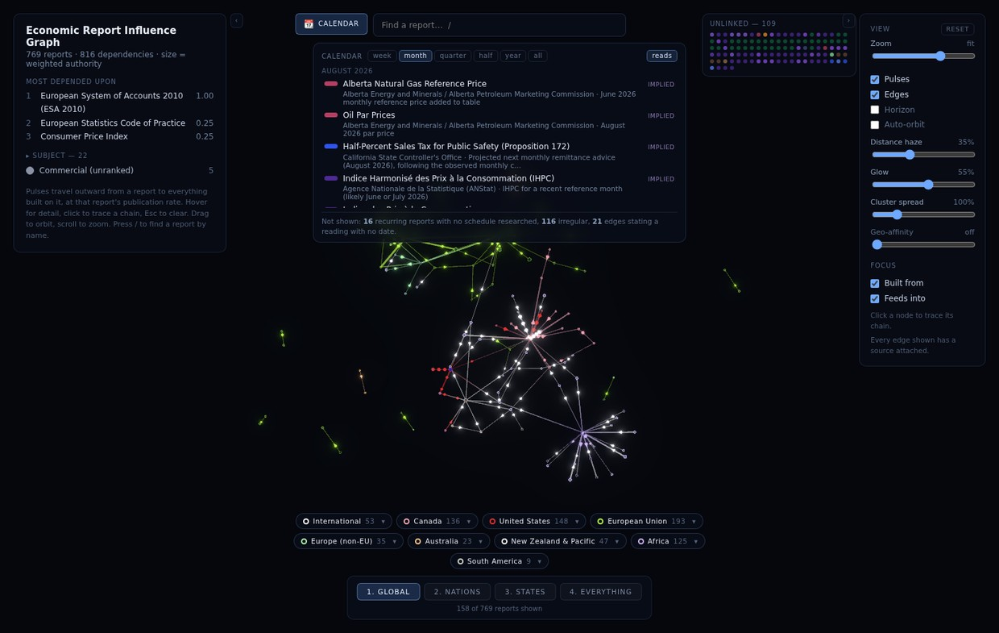 Economic Report Influence
Graph
769 reports · 816 dependencies · size =
weighted authority
MOST DEPENDED UPON
1 European System of Accounts 2010 1.00
(ESA 2010)
2 European Statistics Code of Practice 0.25
3 Consumer Price Index 0.25
▸ SUBJECT — 22
Commercial (unranked) 5
Pulses travel outward from a report to everything
built on it, at that report's publication rate. Hover
for detail, click to trace a chain, Esc to clear. Drag
to orbit, scroll to zoom. Press / to find a report by
name.
‹
📆 CALENDAR
Find a report… /
CALENDAR week month quarter half year all reads
AUGUST 2026
Alberta Natural Gas Reference Price IMPLIED
Alberta Energy and Minerals / Alberta Petroleum Marketing Commission · June 2026
monthly reference price added to table
Oil Par Prices IMPLIED
Alberta Energy and Minerals / Alberta Petroleum Marketing Commission · August
2026 par price
Half-Percent Sales Tax for Public Safety (Proposition 172) IMPLIED
California State Controller's Office · Projected next monthly remittance advice
(August 2026), following the observed monthly c…
Indice Harmonisé des Prix à la Consommation (IHPC) IMPLIED
Agence Nationale de la Statistique (ANStat) · IHPC for a recent reference month
(likely June or July 2026)
Not shown: 16 recurring reports with no schedule researched, 116 irregular, 21 edges stating a
reading with no date.
UNLINKED — 109
›
VIEW RESET
Zoom fit
Pulses
Edges
Horizon
Auto-orbit
Distance haze 35%
Glow 55%
Cluster spread 100%
Geo-affinity off
FOCUS
Built from
Feeds into
Click a node to trace its
chain.
Every edge shown has a
source attached.
International 53 ▾ Canada 136 ▾ United States 148 ▾ European Union 193 ▾
Europe (non-EU) 35 ▾ Australia 23 ▾ New Zealand & Pacific 47 ▾ Africa 125 ▾
South America 9 ▾
1. GLOBAL 2. NATIONS 3. STATES 4. EVERYTHING
158 of 769 reports shown